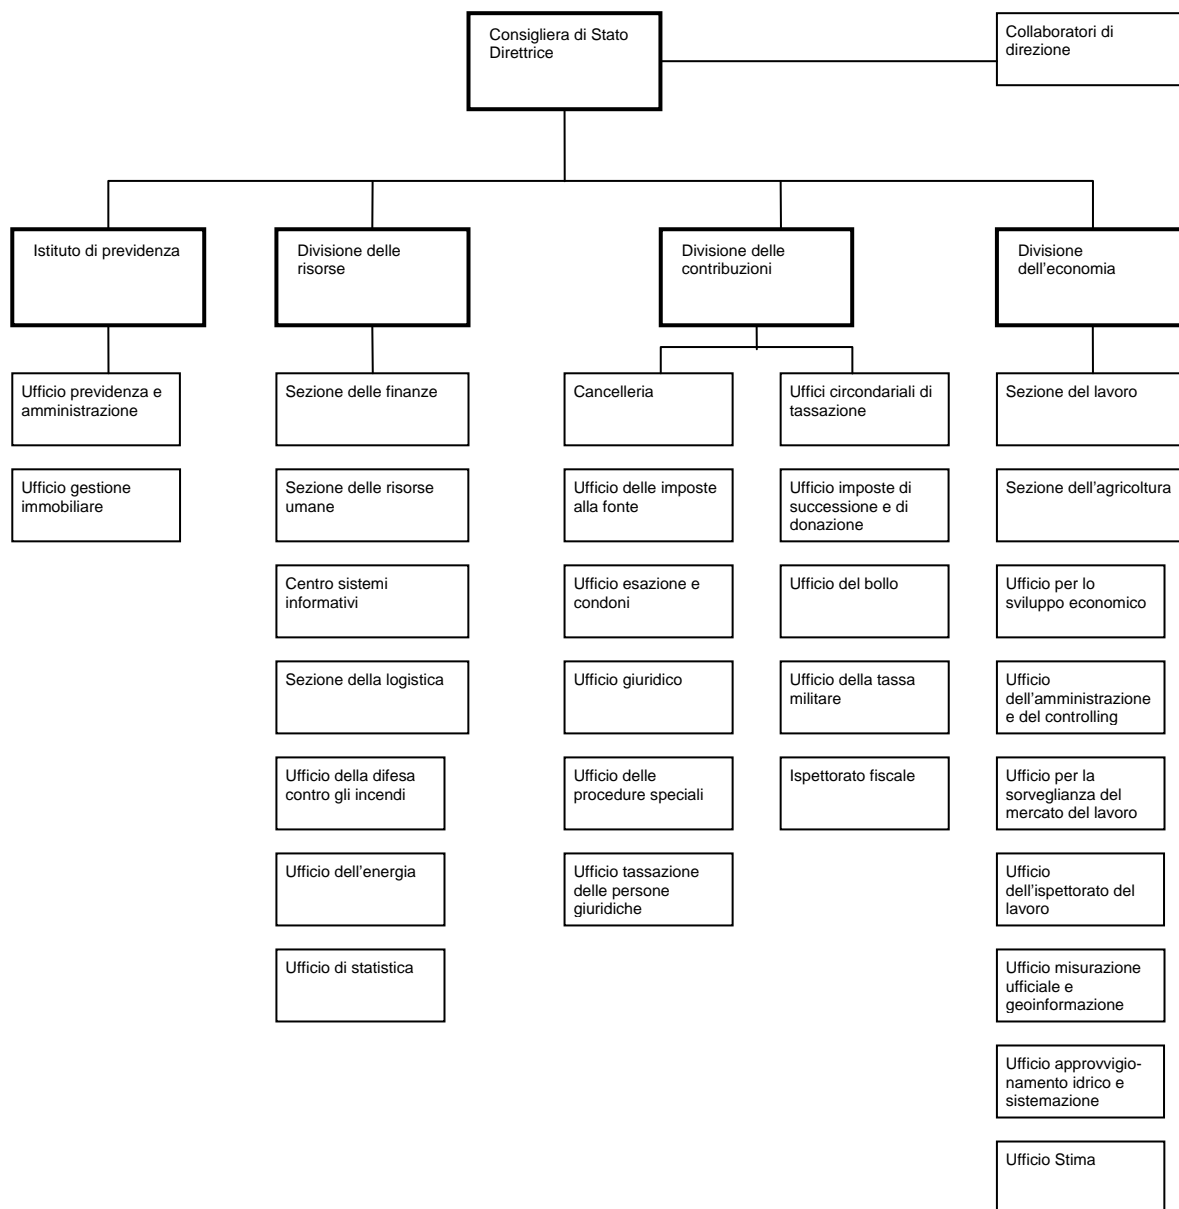 Consigliera di Stato
Direttrice
Collaboratori di
direzione
Istituto di previdenza
Divisione delle
risorse
Divisione delle
contribuzioni
Divisione
dell'economia
Ufficio previdenza e
amministrazione
Ufficio gestione
immobiliare
Sezione delle finanze
Sezione delle risorse
umane
Centro sistemi
informativi
Sezione della logistica
Ufficio della difesa
contro gli incendi
Ufficio dell'energia
Ufficio di statistica
Cancelleria
Ufficio delle imposte
alla fonte
Ufficio esazione e
condoni
Ufficio giuridico
Ufficio delle
procedure speciali
Ufficio tassazione
delle persone
giuridiche
Uffici circondariali di
tassazione
Ufficio imposte di
successione e di
donazione
Ufficio del bollo
Ufficio della tassa
militare
Ispettorato fiscale
Sezione del lavoro
Sezione dell'agricoltura
Ufficio per lo
sviluppo economico
Ufficio
dell'amministrazione
e del controlling
Ufficio per la
sorveglianza del
mercato del lavoro
Ufficio
dell'ispettorato del
lavoro
Ufficio misurazione
ufficiale e
geoinformazione
Ufficio approvvigio-
namento idrico e
sistemazione
Ufficio Stima